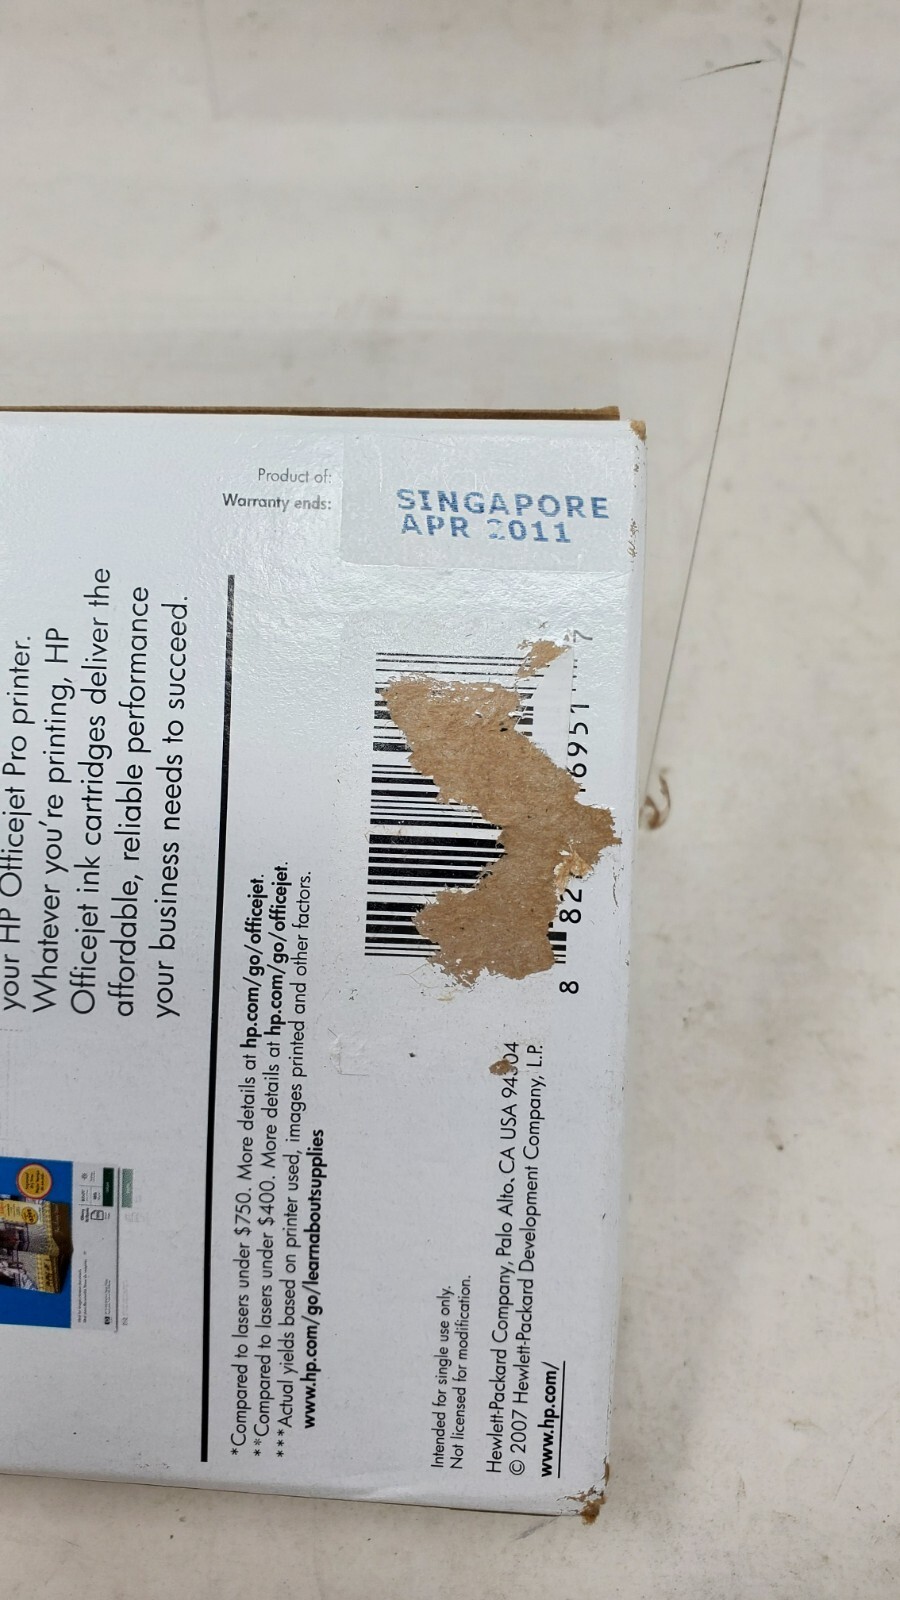 your HP Officejet Pro printer.
Whatever you're printing, HP
Officejet ink cartridges deliver the
affordable, reliable performance
your business needs to succeed.
Product of:
Warranty ends:
SINGAPORE
APR 2011
*Compared to lasers under $750. More details at hp.com/go/officejet.
**Compared to lasers under $400. More details at hp.com/go/officejet.
***Actual yields based on printer used, images printed and other factors.
www.hp.com/go/learnaboutsupplies
Intended for single use only.
Not licensed for modification.
Hewlett-Packard Company, Palo Alto, CA USA
© 2007 Hewlett-Packard Development Company, L.P.
www.hp.com/
8 82 6951 7